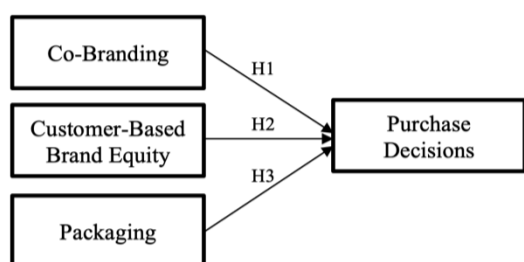 Co-Branding
H1
Customer-Based
Brand Equity
H2
Purchase
Decisions
H3
Packaging